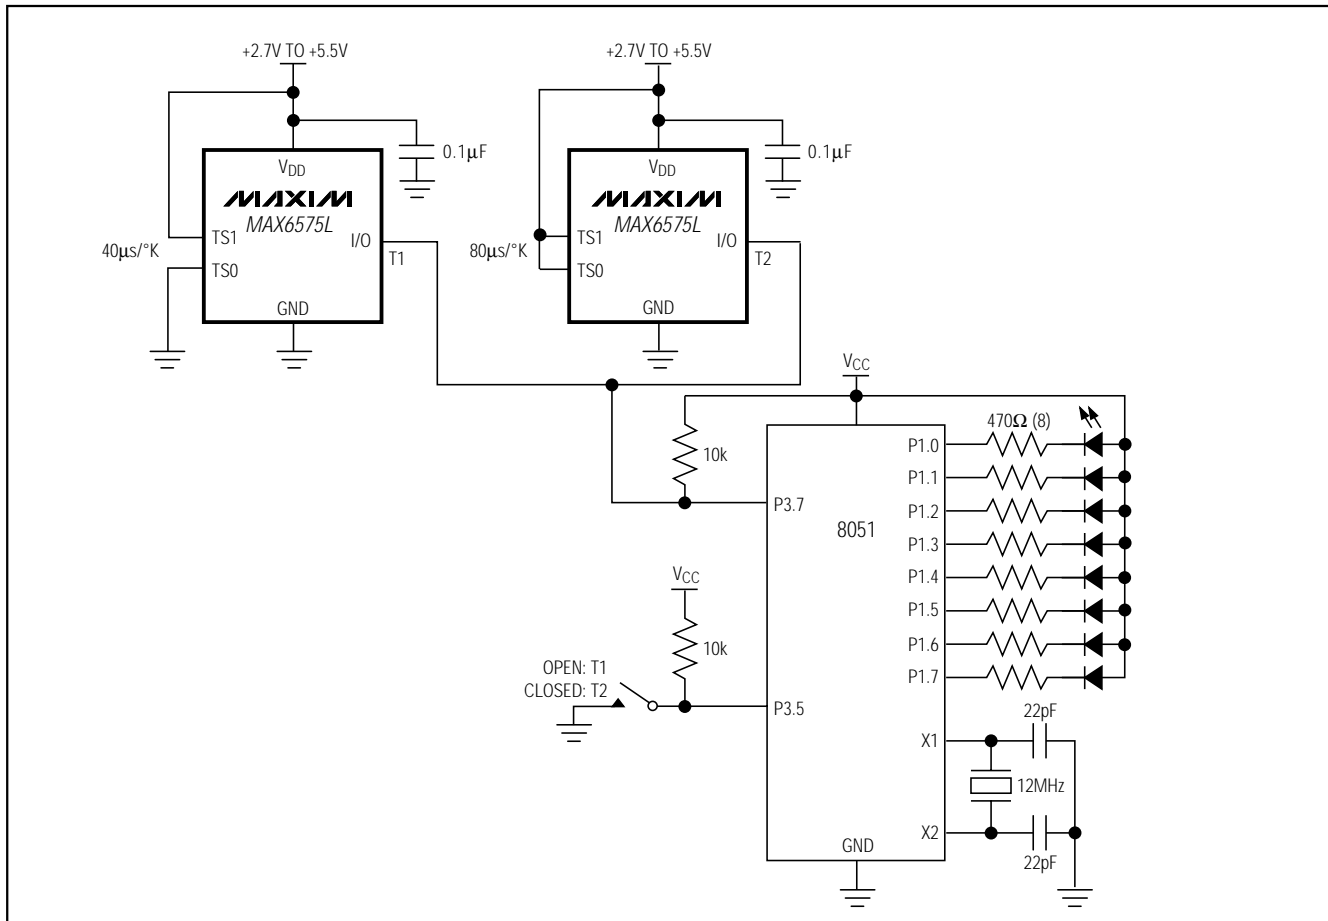 +2.7V TO +5.5V
0.1μF
VDD
MAXIM
MAX6575L
TS1
I/O
T1
40μs/°K
TS0
GND
+2.7V TO +5.5V
0.1μF
VDD
MAXIM
MAX6575L
TS1
I/O
T2
80μs/°K
TS0
GND
VCC
10k
P3.7
8051
470Ω (8)
P1.0
P1.1
P1.2
P1.3
P1.4
P1.5
P1.6
P1.7
VCC
10k
OPEN: T1
CLOSED: T2
P3.5
22pF
X1
12MHz
X2
22pF
GND